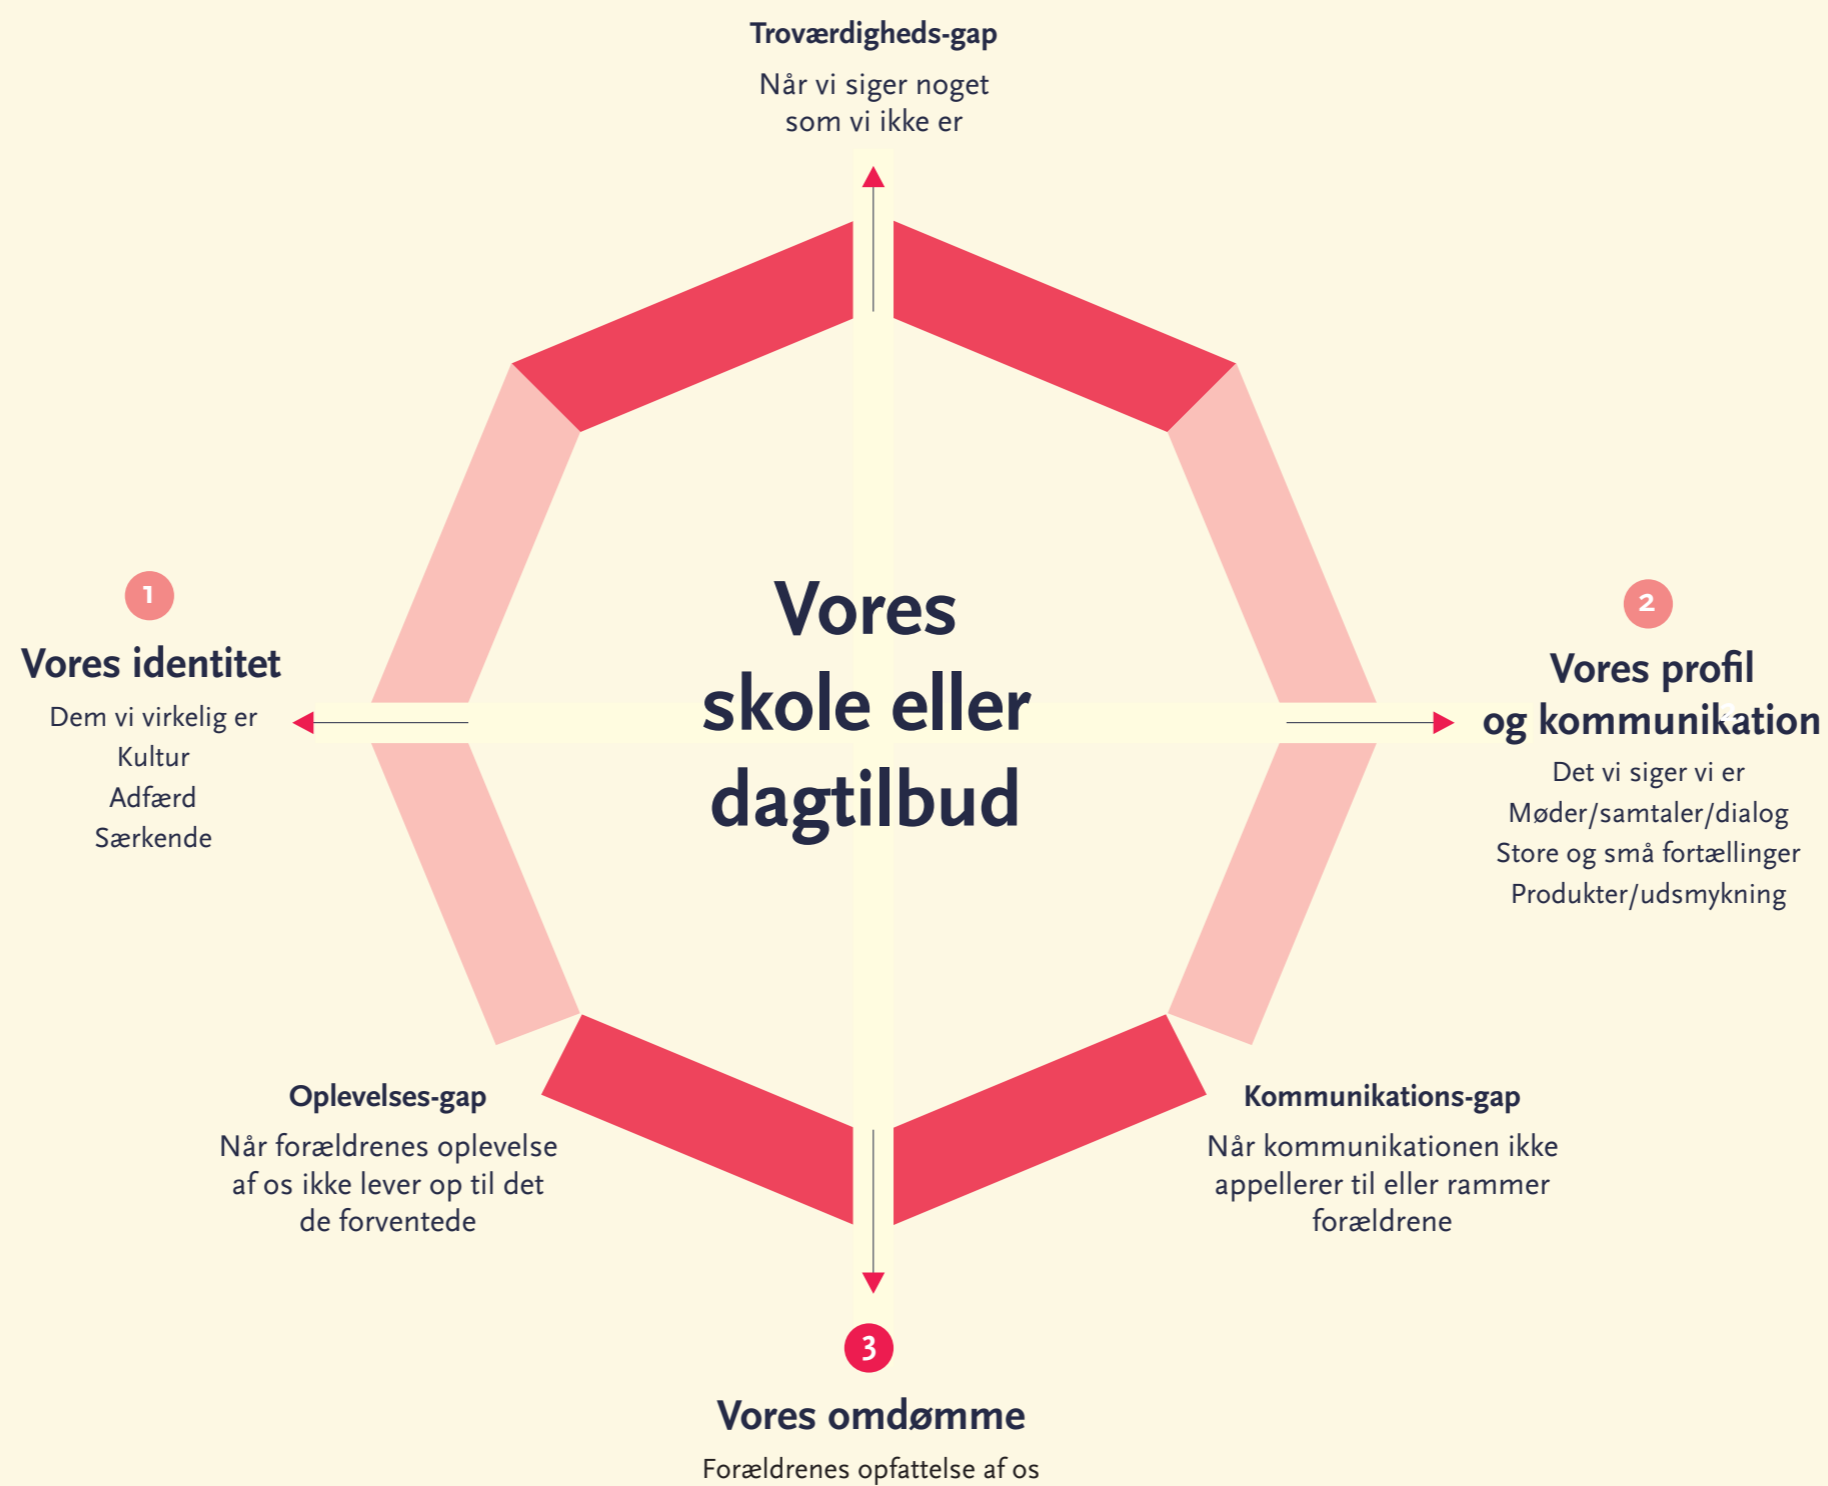 Troværdigheds-gap
Når vi siger noget
som vi ikke er
1
Vores identitet
Dem vi virkelig er
Kultur
Adfærd
Særkende
Vores
skole eller
dagtilbud
2
Vores profil
og kommunikation
2
Det vi siger vi er
Møder/samtaler/dialog
Store og små fortællinger
Produkter/udsmykning
Oplevelses-gap
Når forældrenes oplevelse
af os ikke lever op til det
de forventede
Kommunikations-gap
Når kommunikationen ikke
appellerer til eller rammer
forældrene
3
Vores omdømme
Forældrenes opfattelse af os